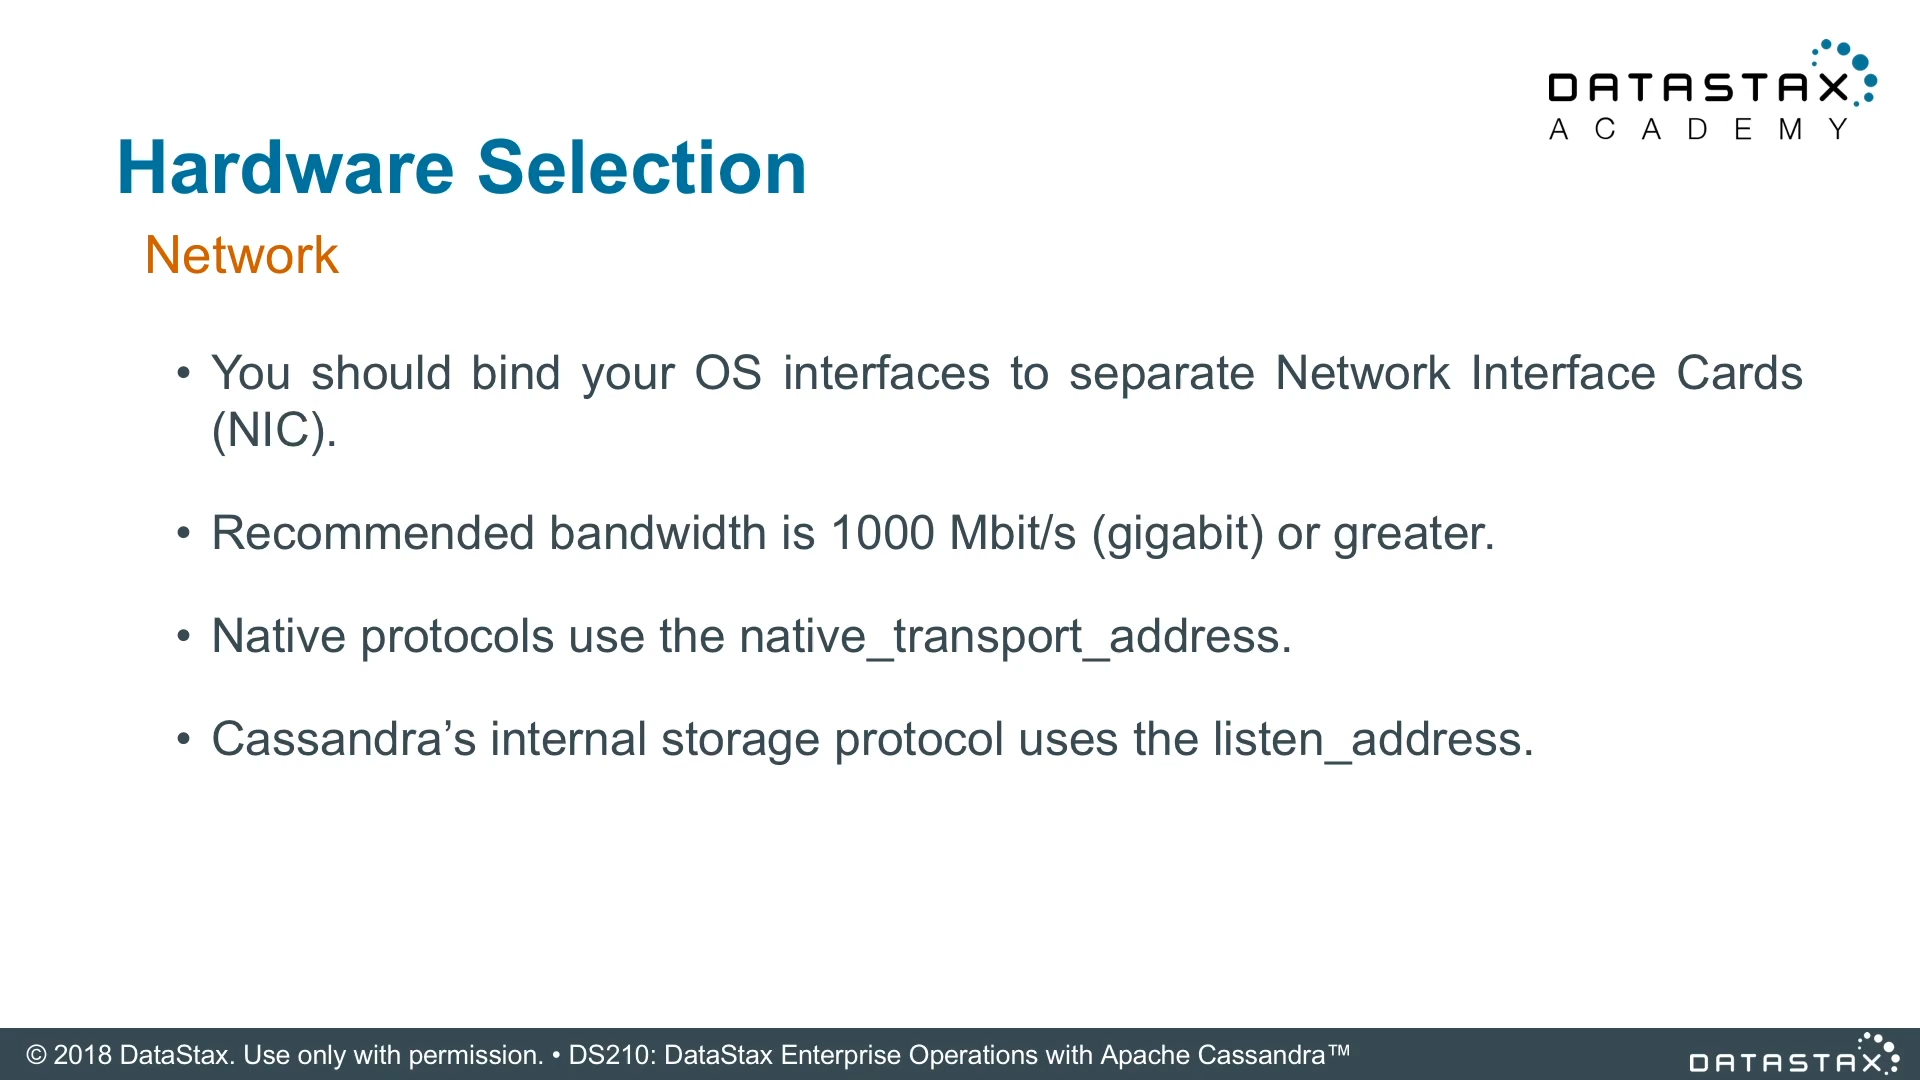 DATASTAX
ACADEMY
Hardware Selection
Network
• You should bind your OS interfaces to separate Network Interface Cards
(NIC).
• Recommended bandwidth is 1000 Mbit/s (gigabit) or greater.
• Native protocols use the native_transport_address.
• Cassandra’s internal storage protocol uses the listen_address.
© 2018 DataStax. Use only with permission. • DS210: DataStax Enterprise Operations with Apache Cassandra™
DATASTAX